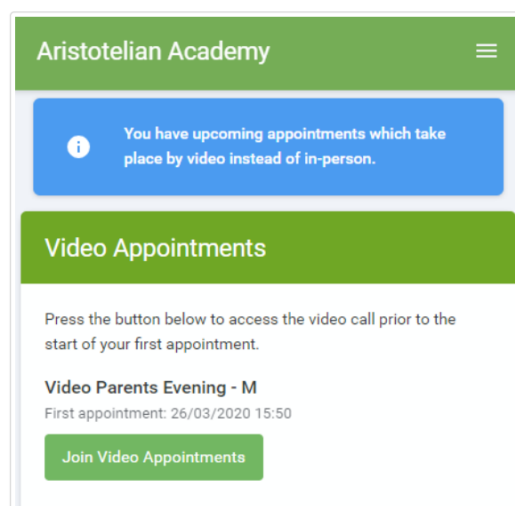 Aristotelian Academy
You have upcoming appointments which take
place by video instead of in-person.
Video Appointments
Press the button below to access the video call prior to the
start of your first appointment.
Video Parents Evening - M
First appointment: 26/03/2020 15:50
Join Video Appointments